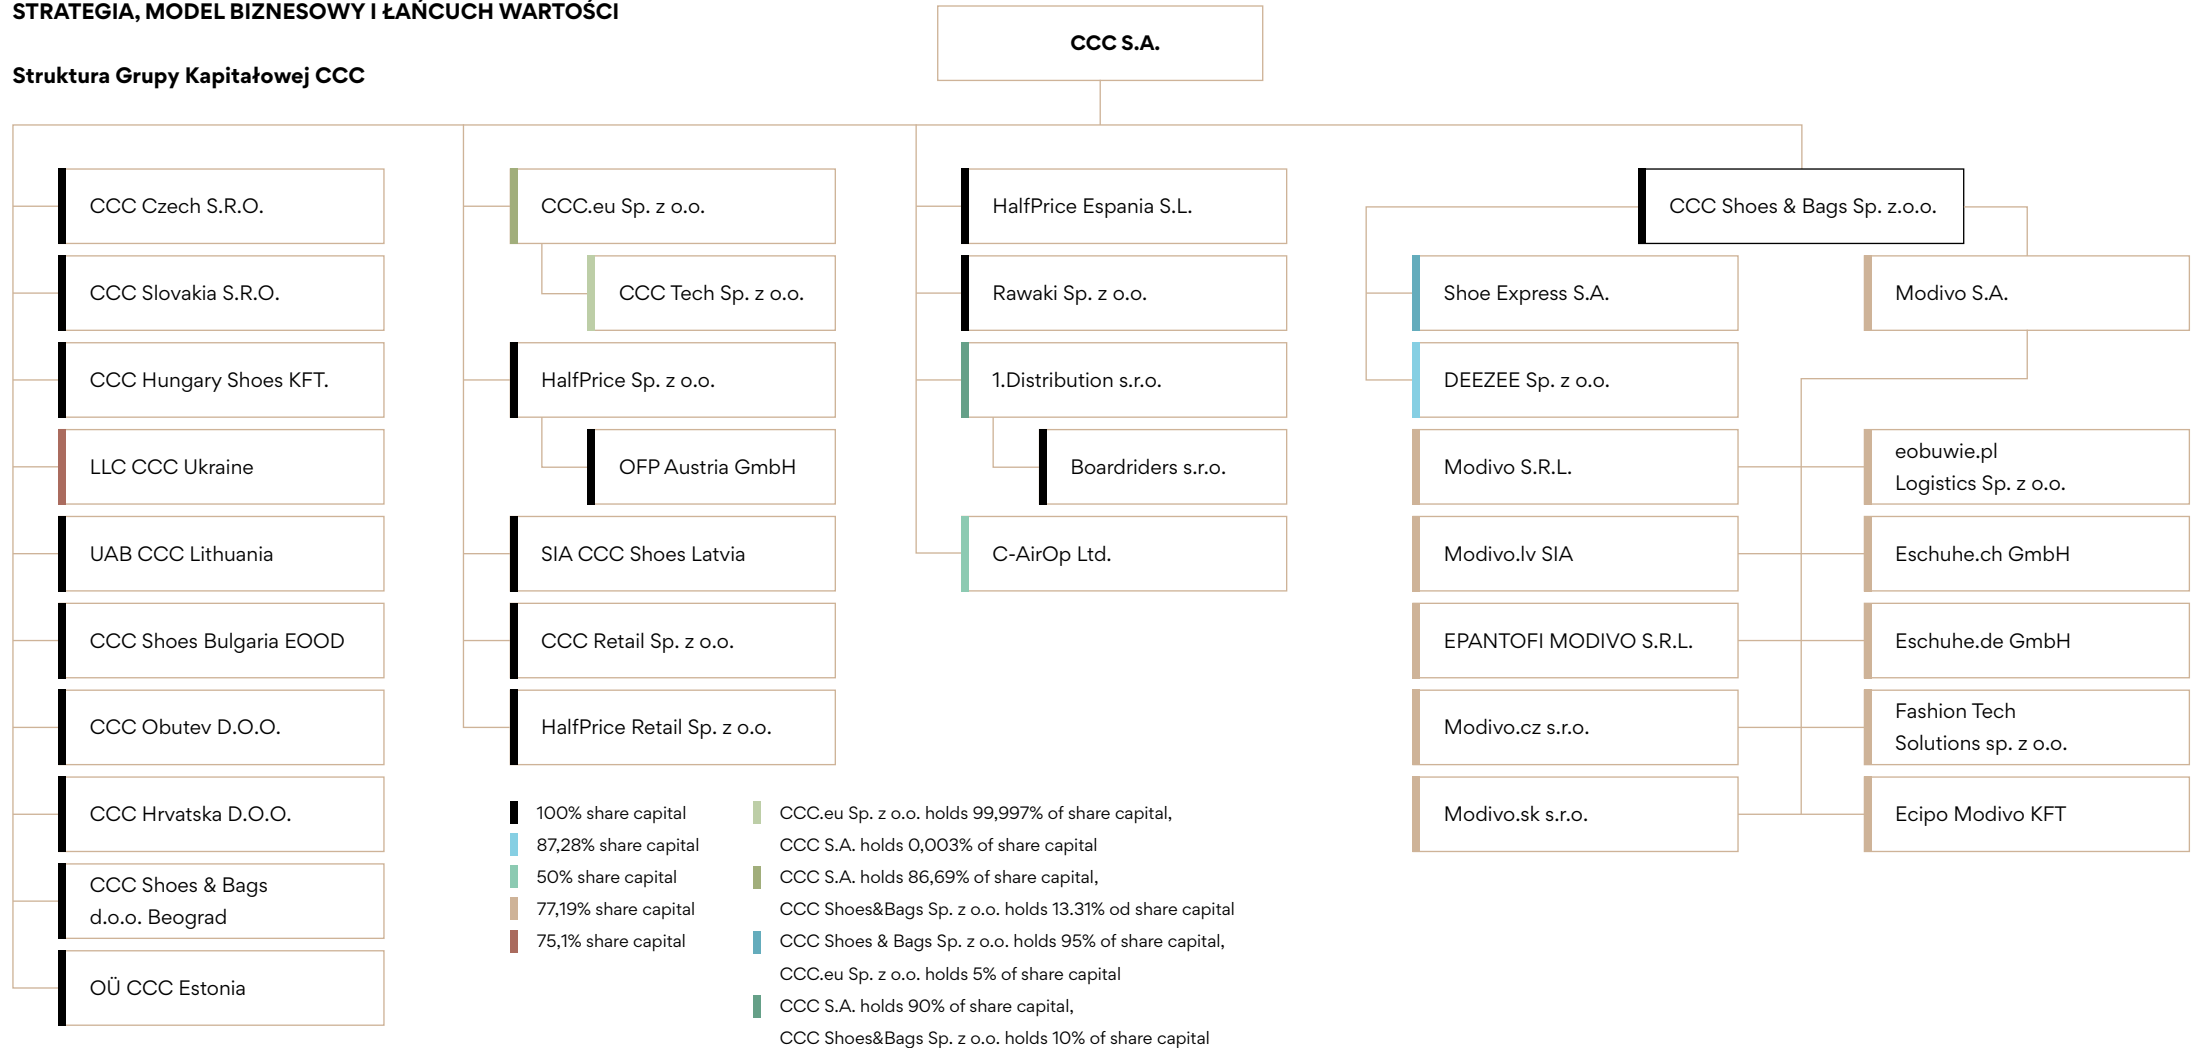 STRATEGIA, MODEL BIZNESOWY I ŁAŃCUCH WARTOŚCI
Struktura Grupy Kapitałowej CCC
CCC S.A.
CCC Czech S.R.O.
CCC Slovakia S.R.O.
CCC Hungary Shoes KFT.
LLC CCC Ukraine
UAB CCC Lithuania
CCC Shoes Bulgaria EOOD
CCC Obutev D.O.O.
CCC Hrvatska D.O.O.
CCC Shoes & Bags
d.o.o. Beograd
OÜ CCC Estonia
CCC.eu Sp. z o.o.
CCC Tech Sp. z o.o.
HalfPrice Sp. z o.o.
OFP Austria GmbH
SIA CCC Shoes Latvia
CCC Retail Sp. z o.o.
HalfPrice Retail Sp. z o.o.
HalfPrice Espania S.L.
Rawaki Sp. z o.o.
1.Distribution s.r.o.
Boardriders s.r.o.
C-AirOp Ltd.
CCC Shoes & Bags Sp. z.o.o.
Shoe Express S.A.
DEEZEE Sp. z o.o.
Modivo S.R.L.
Modivo.lv SIA
EPANTOFI MODIVO S.R.L.
Modivo.cz s.r.o.
Modivo.sk s.r.o.
Modivo S.A.
eobuwie.pl
Logistics Sp. z o.o.
Eschuhe.ch GmbH
Eschuhe.de GmbH
Fashion Tech
Solutions sp. z o.o.
Ecipo Modivo KFT
100% share capital
87,28% share capital
50% share capital
77,19% share capital
75,1% share capital
CCC.eu Sp. z o.o. holds 99,997% of share capital,
CCC S.A. holds 0,003% of share capital
CCC S.A. holds 86,69% of share capital,
CCC Shoes&Bags Sp. z o.o. holds 13.31% od share capital
CCC Shoes & Bags Sp. z o.o. holds 95% of share capital,
CCC.eu Sp. z o.o. holds 5% of share capital
CCC S.A. holds 90% of share capital,
CCC Shoes&Bags Sp. z o.o. holds 10% of share capital